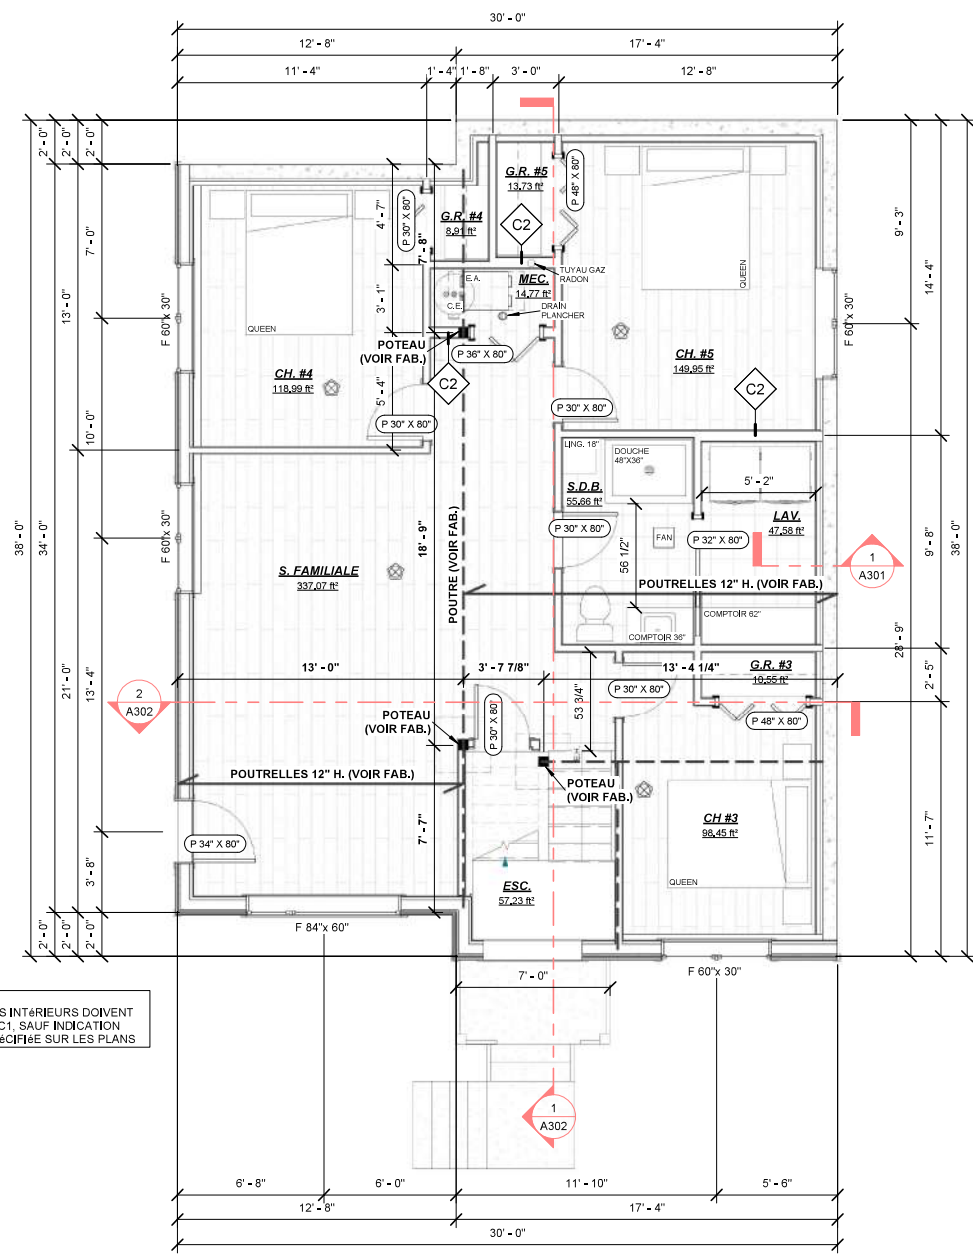 30' - 0"
12' - 8"
17' - 4"
11' - 4"
1' - 4"
1' - 8"
3' - 0"
12' - 8"
2' - 0"
2' - 0"
2' - 0"
G.R. #5
13.73 ft²
P 48" X 80"
P 30" X 80"
4' - 7"
7' - 8"
G.R. #4
8.91 ft²
C2
QUEEN
9' - 3"
14' - 4"
7' - 0"
13' - 0"
3' - 1"
E.A.
C.E.
MEC.
14.77 ft²
TUYAU GAZ
RADON
DRAIN
PLANCHER
F 60"x 30"
QUEEN
POTEAU
(VOIR FAB.)
P 36" X 80"
F 60"x 30"
CH. #4
118.99 ft²
C2
CH. #5
149.95 ft²
C2
5' - 4"
P 30" X 80"
P 30" X 80"
10' - 0"
LING. 18"
DOUCHE
48"X36"
5' - 2"
S.D.B.
55.66 ft²
LAV.
47.58 ft²
38' - 0"
34' - 0"
18' - 9"
P 30" X 80"
FAN
P 32" X 80"
9' - 8"
38' - 0"
F 60"x 30"
S. FAMILIALE
337.07 ft²
POUTRE (VOIR FAB.)
56 1/2"
1
A301
POUTRELLES 12" H. (VOIR FAB.)
COMPTOIR 36"
COMPTOIR 62"
28' - 9"
13' - 0"
3' - 7 7/8"
13' - 4 1/4"
G.R. #3
10.55 ft²
2' - 5"
21' - 0"
13' - 4"
2
A302
P 30" X 80"
53 3/4"
P 30" X 80"
P 48" X 80"
POTEAU
(VOIR FAB.)
POUTRELLES 12" H. (VOIR FAB.)
POTEAU
(VOIR FAB.)
CH #3
98.45 ft²
11' - 7"
P 34" X 80"
7' - 7"
3' - 8"
ESC.
57.23 ft²
QUEEN
2' - 0"
2' - 0"
2' - 0"
F 84"x 60"
7' - 0"
F 60"x 30"
S INTéRIEURS DOIVENT
C1, SAUF INDICATION
éCIFIéE SUR LES PLANS
1
A302
6' - 8"
6' - 0"
11' - 10"
5' - 6"
12' - 8"
17' - 4"
30' - 0"